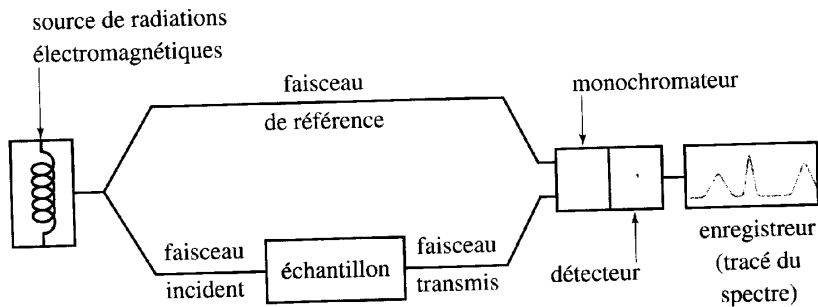 source de radiations
électromagnétiques
faisceau
de référence
monochromateur
faisceau
incident
échantillon
faisceau
transmis
détecteur
enregistreur
(tracé du
spectre)